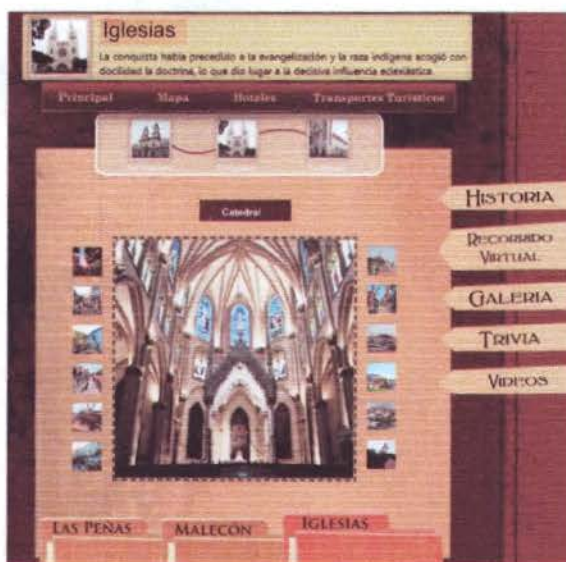 Iglesias
La conquista había precedido a la evangelización y la raza indígena acogió con
docilidad la doctrina, lo que dio lugar a la decisiva influencia eclesiástica.
Principal Mapa Hoteles Transportes Turísticos
Catedral
HISTORIA
RECORRIDO
VIRTUAL
GALERIA
TRIVIA
VIDEOS
LAS PEÑAS MALECON IGLESIAS